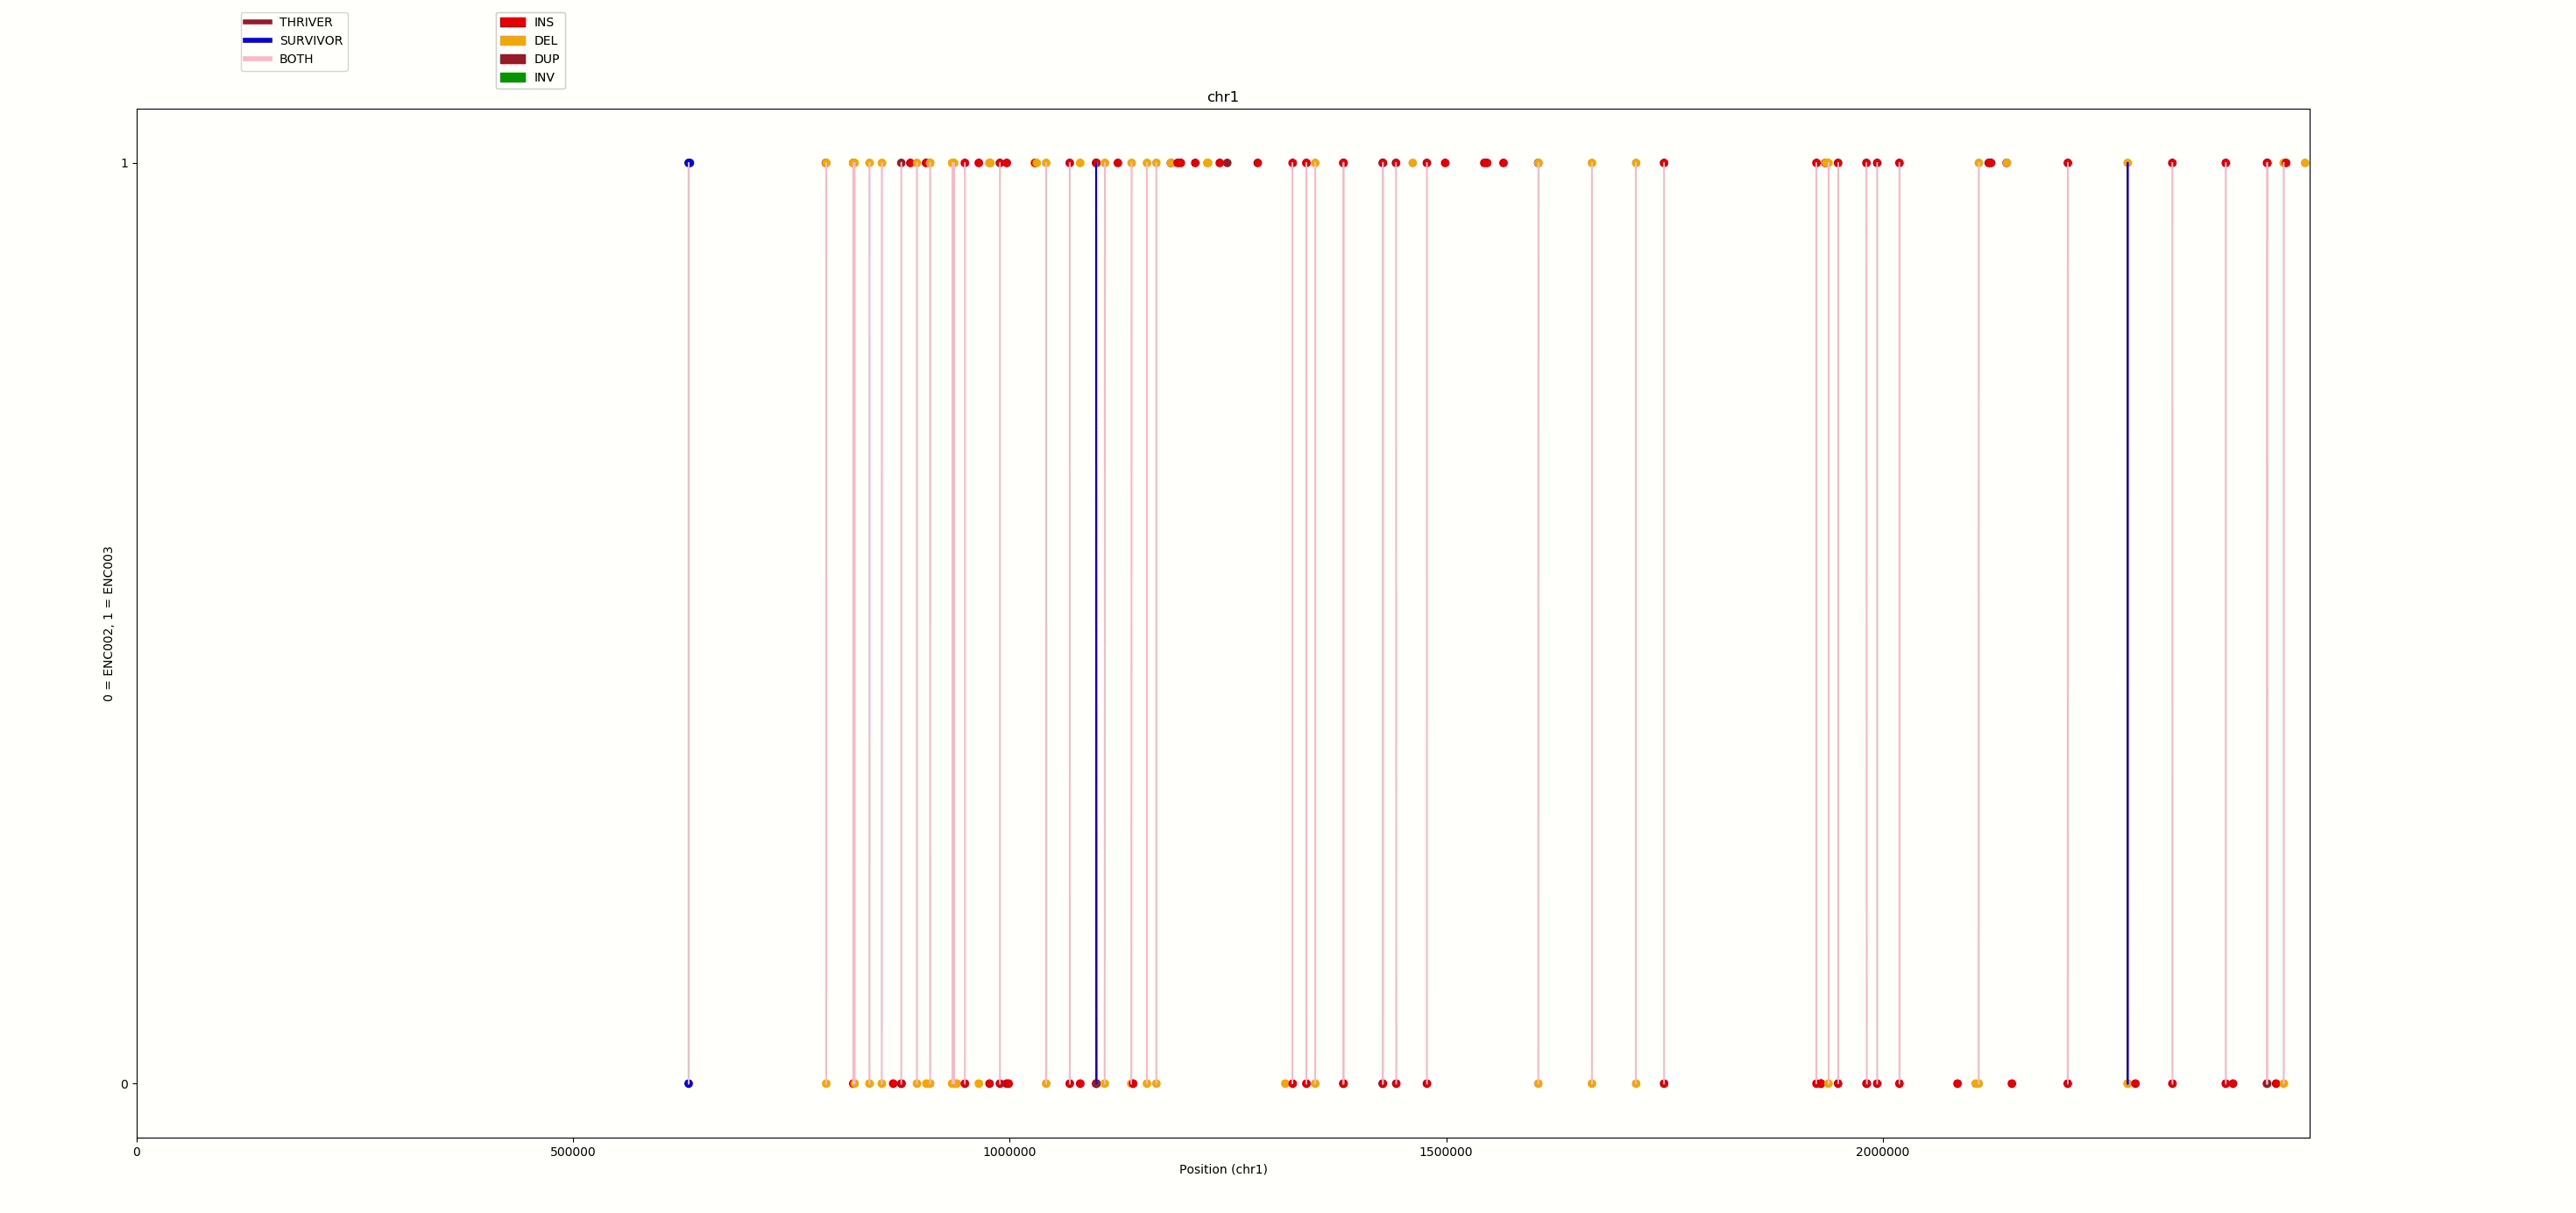 THRIVER
SURVIVOR
BOTH
INS
DEL
DUP
INV
chr1
1
0 = ENC002, 1 = ENC003
0
0
500000
1000000
1500000
2000000
Position (chr1)